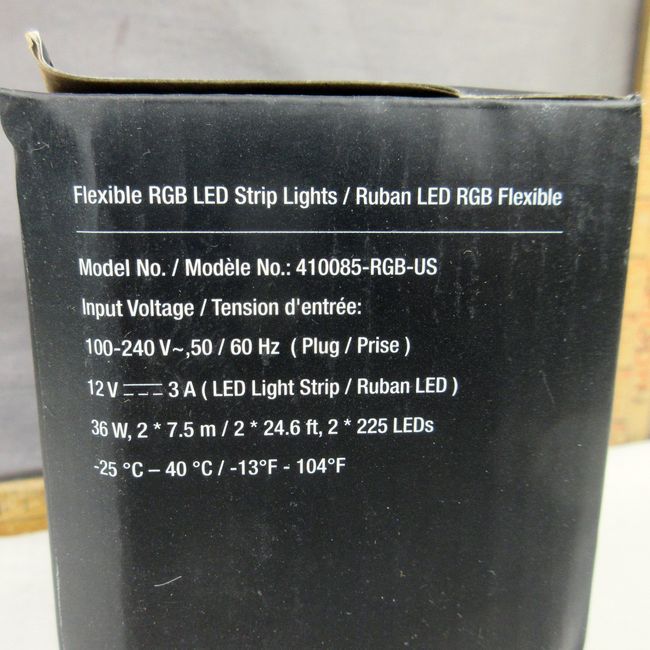 Flexible RGB LED Strip Lights / Ruban LED RGB Flexible
Model No. / Modèle No.: 410085-RGB-US
Input Voltage / Tension d'entrée:
100-240 V~,50 / 60 Hz ( Plug / Prise )
12 V ⎓ 3 A ( LED Light Strip / Ruban LED )
36 W, 2 * 7.5 m / 2 * 24.6 ft, 2 * 225 LEDs
-25 °C – 40 °C / -13°F - 104°F